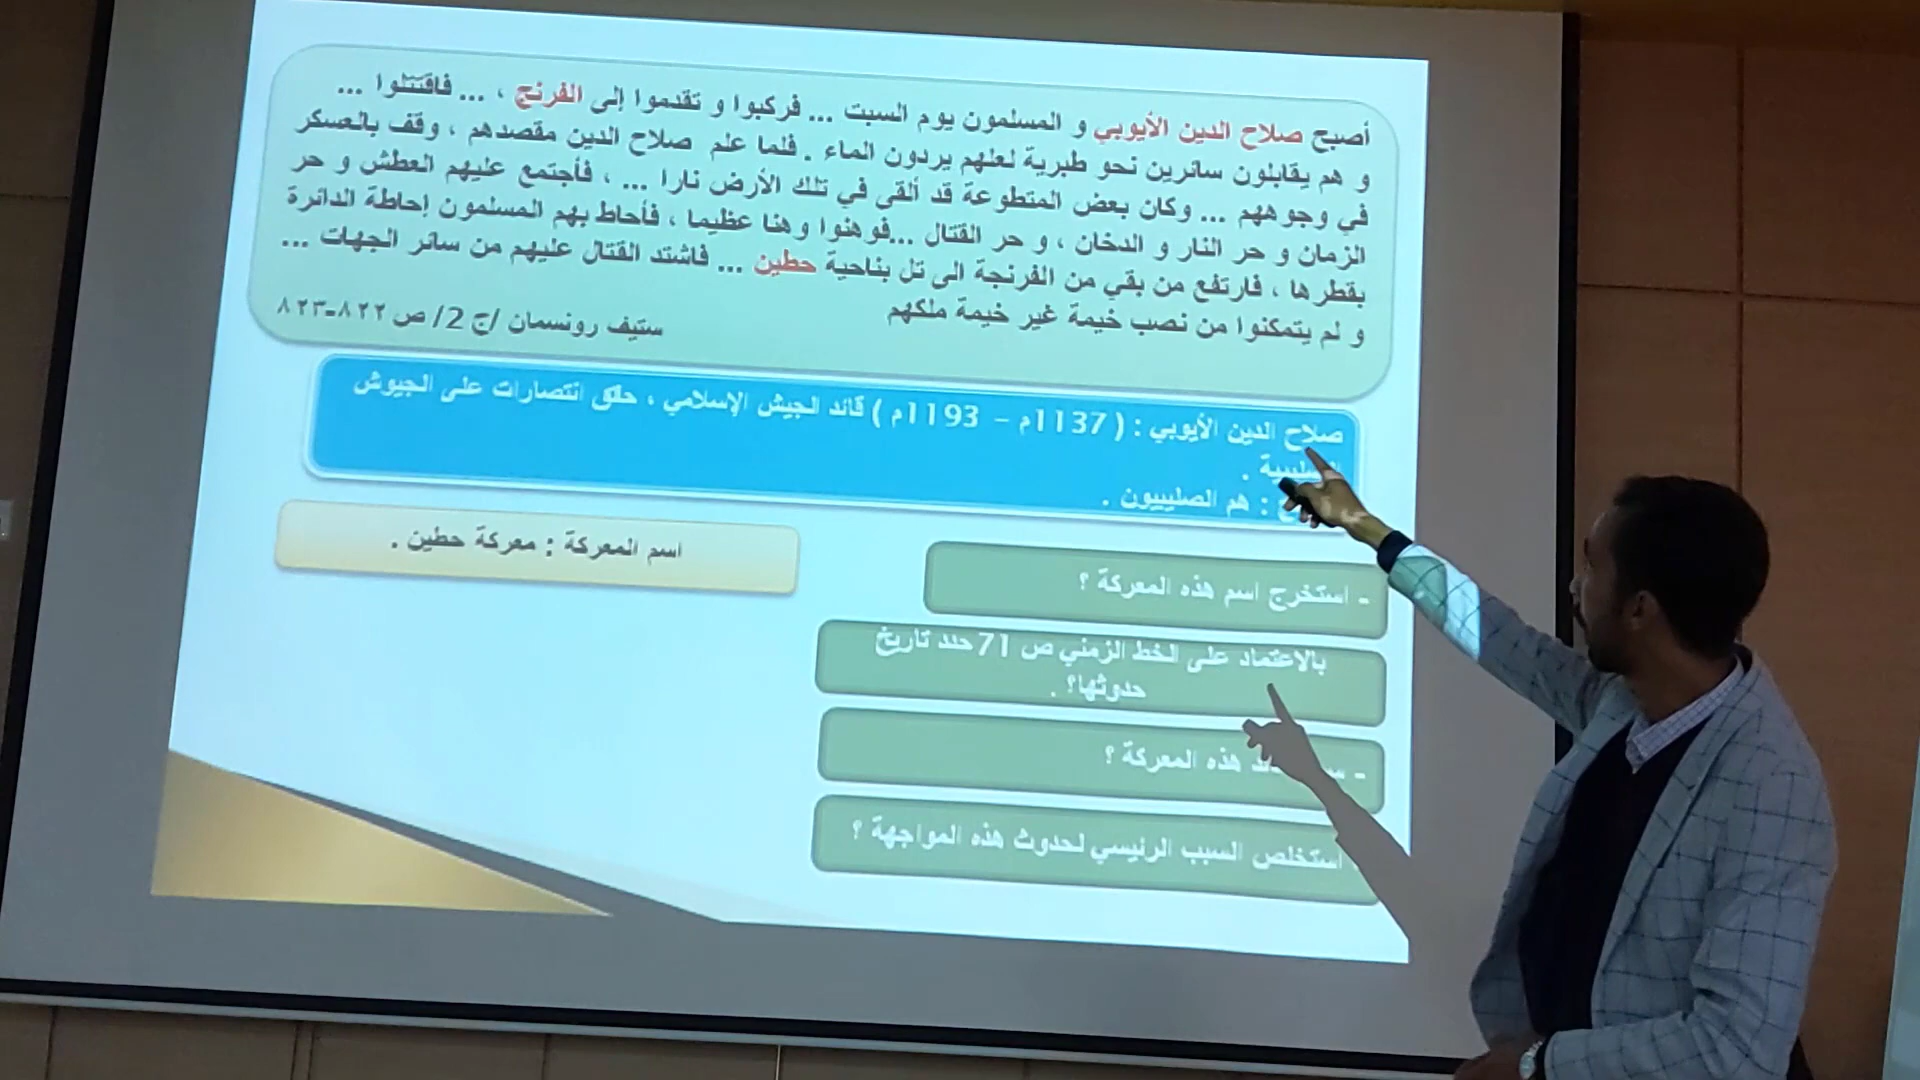 أصبح صلاح الدين الأيوبي و المسلمون يوم السبت ... فركبوا و تقدموا إلى الفرنج ، ... فاقتتلوا ...
و هم يقابلون سائرين نحو طبرية لعلهم يردون الماء . فلما علم صلاح الدين مقصدهم ، وقف بالعسكر
في وجوههم ... وكان بعض المتطوعة قد ألقى في تلك الأرض نارا ... ، فأجتمع عليهم العطش و حر
الزمان و حر النار و الدخان ، و حر القتال ...فوهنوا وهنا عظيما ، فأحاط بهم المسلمون إحاطة الدائرة
بقطرها ، فارتفع من بقي من الفرنجة الى تل بناحية حطين ... فاشتد القتال عليهم من سائر الجهات ...
و لم يتمكنوا من نصب خيمة غير خيمة ملكهم
ستيف رونسمان /ج 2/ ص ٨٢٢-٨٢٣
صلاح الدين الأيوبي : ( 1137م – 1193م ) قائد الجيش الإسلامي ، حقق انتصارات على الجيوش
: هم الصليبيون .
- استخرج اسم هذه المعركة ؟
اسم المعركة : معركة حطين .
بالاعتماد على الخط الزمني ص 71 حدد تاريخ
حدوثها؟ .
هذه المعركة ؟
استخلص السبب الرئيسي لحدوث هذه المواجهة ؟